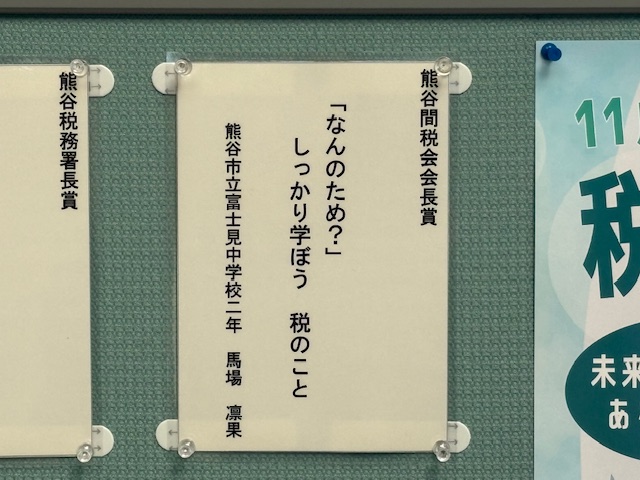 熊谷間税会会長賞
「なんのため？」
しっかり学ぼう　税のこと
熊谷市立富士見中学校二年　馬場　凛果
熊谷税務署長賞
11
税
未来
あ